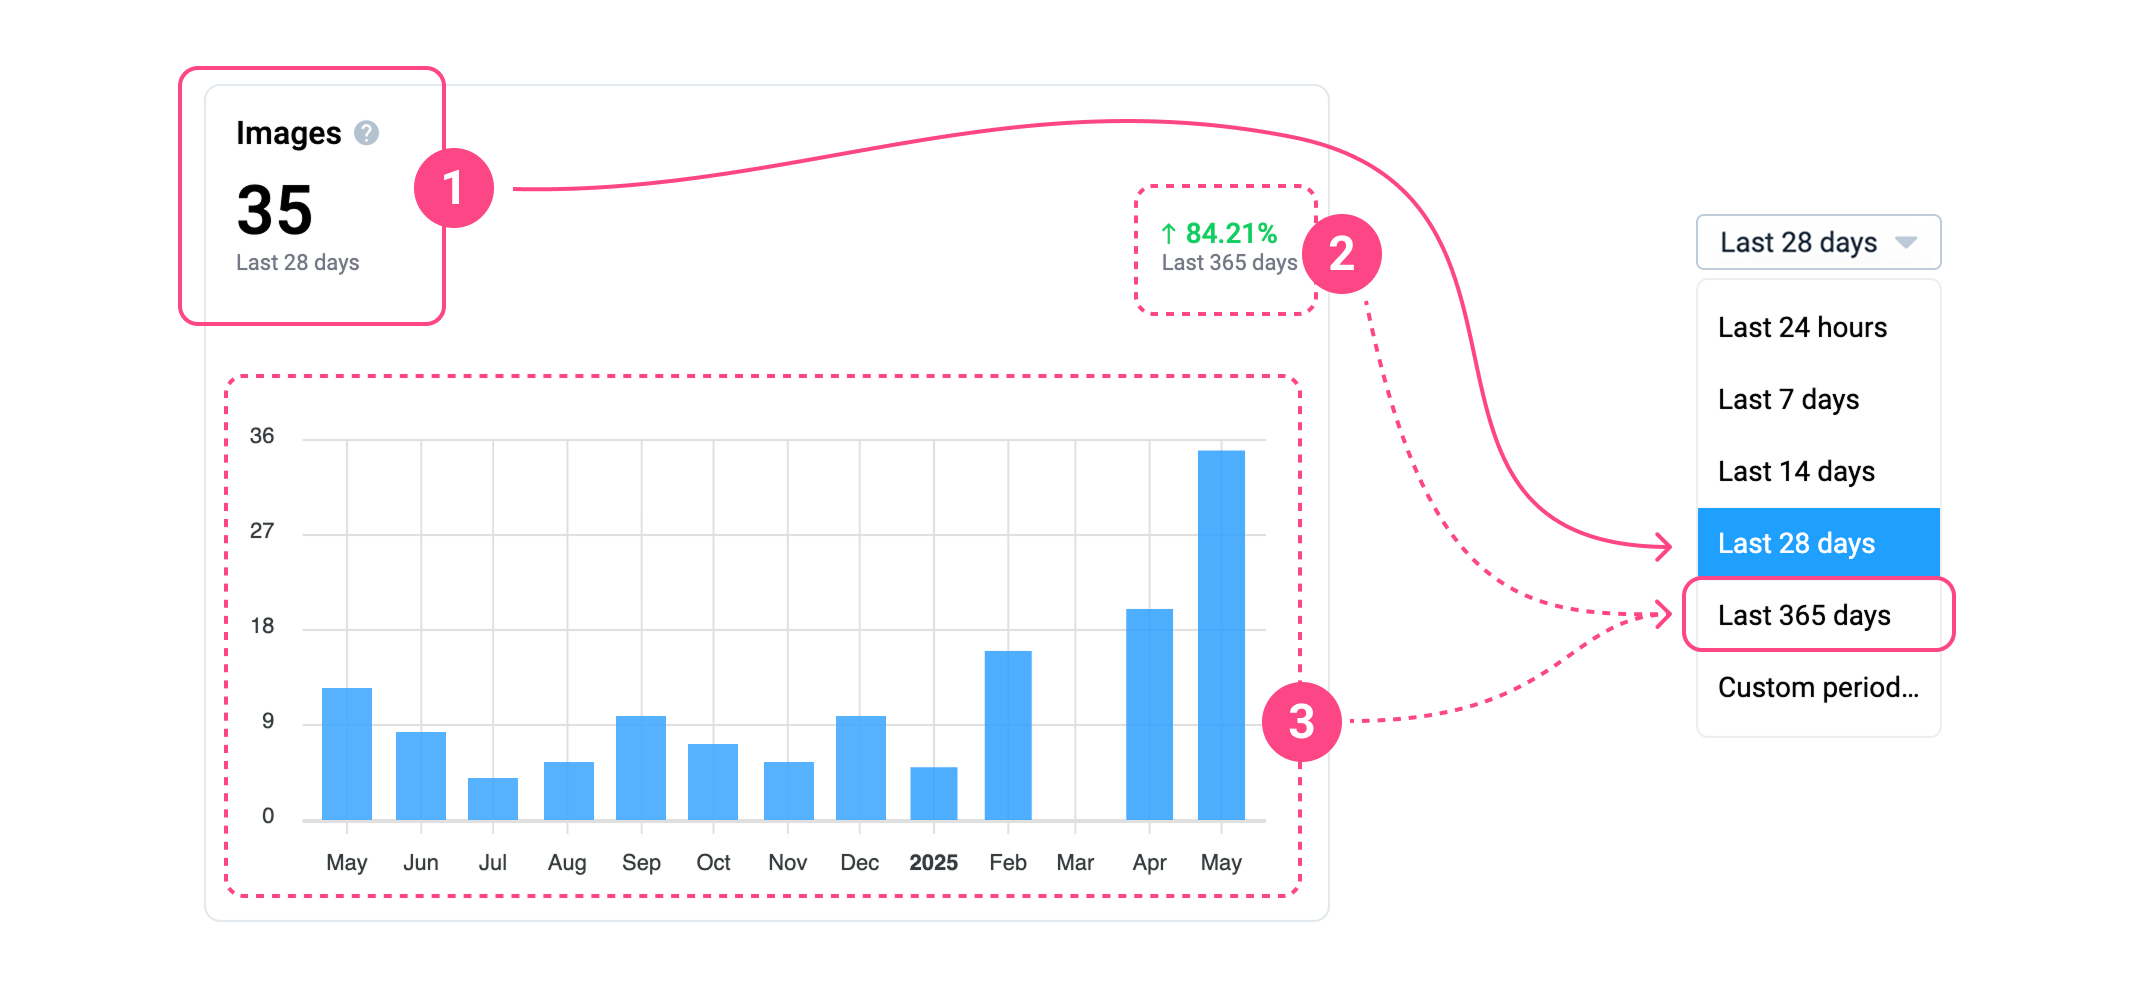 Images ?
35
Last 28 days
1
↑ 84.21%
Last 365 days
2
36
27
18
9
0
May Jun Jul Aug Sep Oct Nov Dec 2025 Feb Mar Apr May
3
Last 28 days
Last 24 hours
Last 7 days
Last 14 days
Last 28 days
Last 365 days
Custom period...